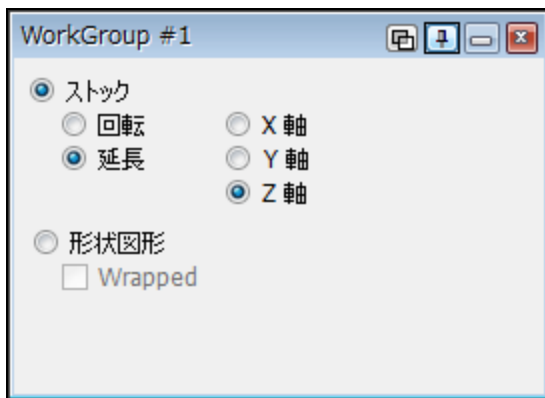 WorkGroup #1
ストック
回転 X 軸
延長 Y 軸
Z 軸
形状図形
Wrapped